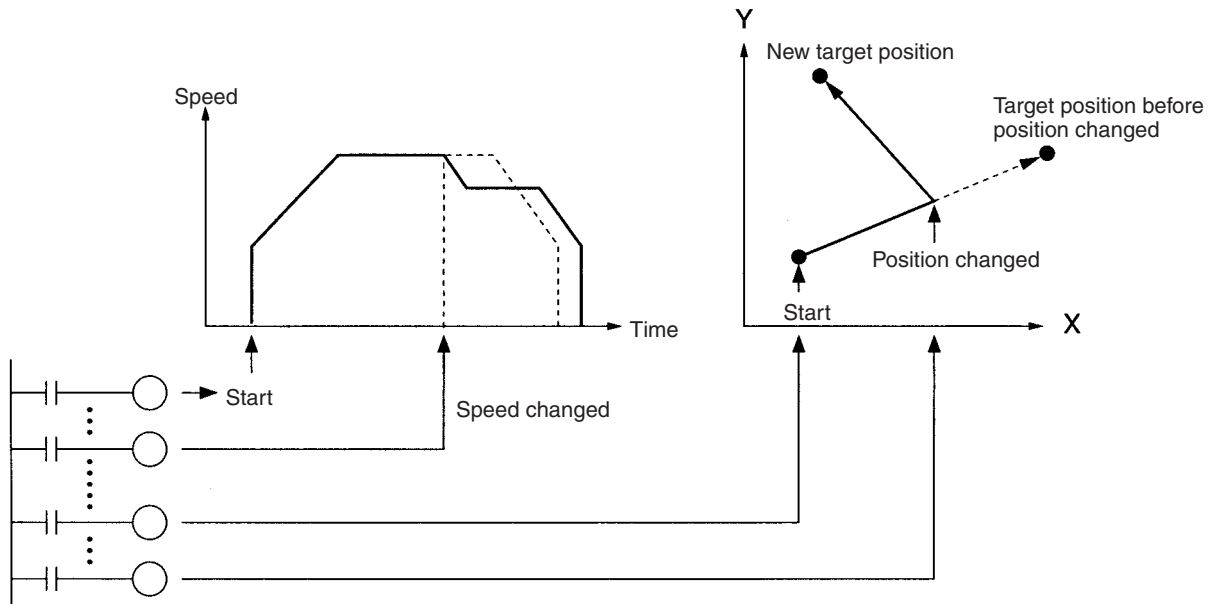 Y
New target position
Speed
Target position before
position changed
Position changed
Start
Time
X
Start
Speed changed